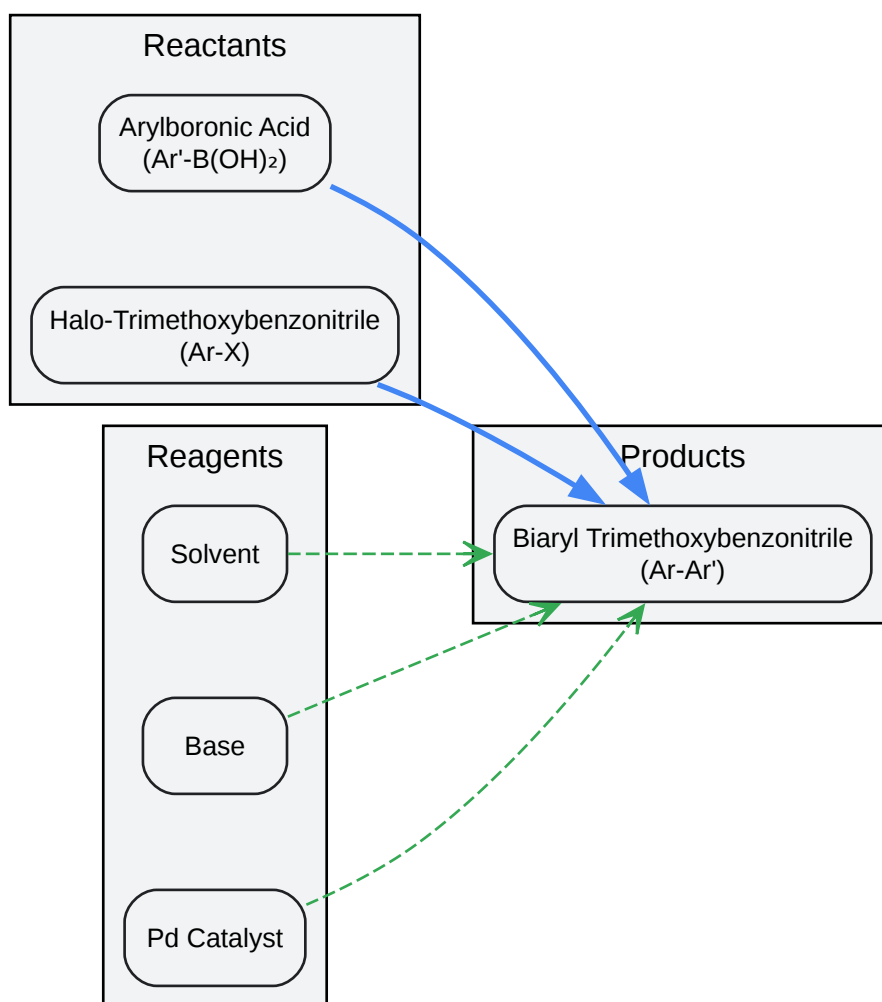 Reactants
Arylboronic Acid
(Ar'-B(OH)₂)
Halo-Trimethoxybenzonitrile
(Ar-X)
Reagents
Solvent
Base
Pd Catalyst
Products
Biaryl Trimethoxybenzonitrile
(Ar-Ar')